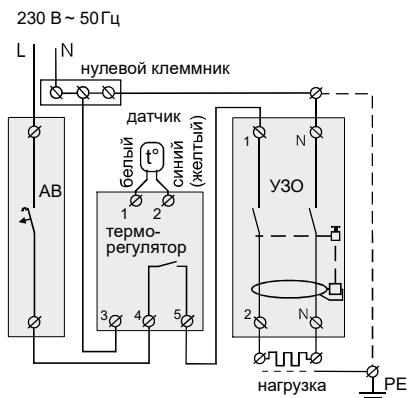 230 В ~ 50 Гц
L N
нулевой клеммник
датчик
белый
t°
синий
(желтый)
1 N
АВ
УЗО
1 2
термо-
регулятор
3 4 5
2 N
нагрузка
PE